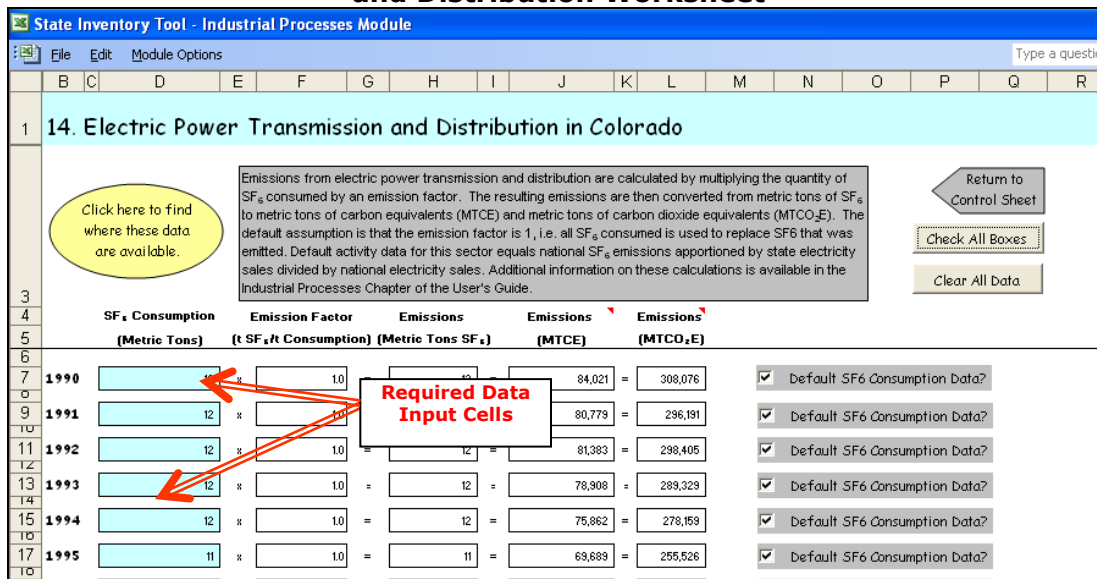 and Distribution Worksheet
State Inventory Tool - Industrial Processes Module
File Edit Module Options Type a questi
B C D E F G H I J K L M N O P Q R
1 14. Electric Power Transmission and Distribution in Colorado
Click here to find
where these data
are available.
Emissions from electric power transmission and distribution are calculated by multiplying the quantity of
SF₆ consumed by an emission factor. The resulting emissions are then converted from metric tons of SF₆
to metric tons of carbon equivalents (MTCE) and metric tons of carbon dioxide equivalents (MTCO₂E). The
default assumption is that the emission factor is 1, i.e. all SF₆ consumed is used to replace SF6 that was
emitted. Default activity data for this sector equals national SF₆ emissions apportioned by state electricity
sales divided by national electricity sales. Additional information on these calculations is available in the
Industrial Processes Chapter of the User's Guide.
Return to
Control Sheet
Check All Boxes
Clear All Data
3
4 SF₆ Consumption Emission Factor Emissions Emissions Emissions
5 (Metric Tons) (t SF₆/t Consumption) (Metric Tons SF₆) (MTCE) (MTCO₂E)
6
7 1990 x 1.0 = 84,021 = 308,076 Default SF6 Consumption Data?
8
Required Data
Input Cells
9 1991 12 x 1.0 80,779 = 296,191 Default SF6 Consumption Data?
10
11 1992 12 x 1.0 = 12 = 81,383 = 298,405 Default SF6 Consumption Data?
12
13 1993 12 x 1.0 = 12 = 78,908 = 289,329 Default SF6 Consumption Data?
14
15 1994 12 x 1.0 = 12 = 75,862 = 278,159 Default SF6 Consumption Data?
16
17 1995 11 x 1.0 = 11 = 69,689 = 255,526 Default SF6 Consumption Data?
18